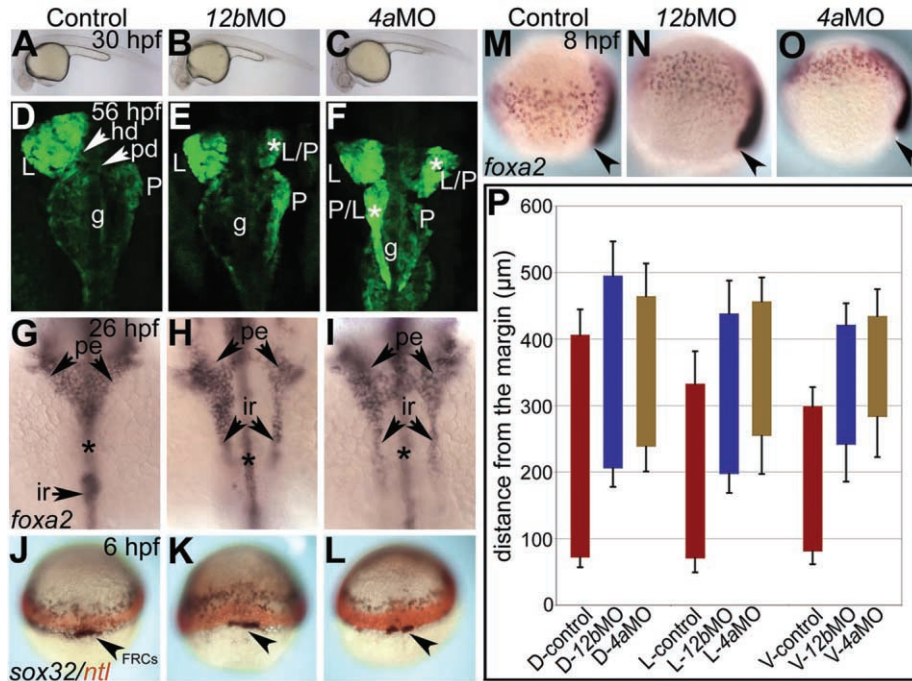 Control 12bMO 4aMO
A 30 hpf B C
D 56 hpf E F
hd
pd
L P g
L L/P g P
L L/P P/L P g
G 26 hpf H I
pe pe pe
* * *
ir ir ir
foxa2
J 6 hpf K L
FRCs
sox32/ntl
Control 12bMO 4aMO
M 8 hpf N O
foxa2
P
distance from the margin (μm)
600
500
400
300
200
100
0
D-control
D-12bMO
D-4aMO
L-control
L-12bMO
L-4aMO
V-control
V-12bMO
V-4aMO